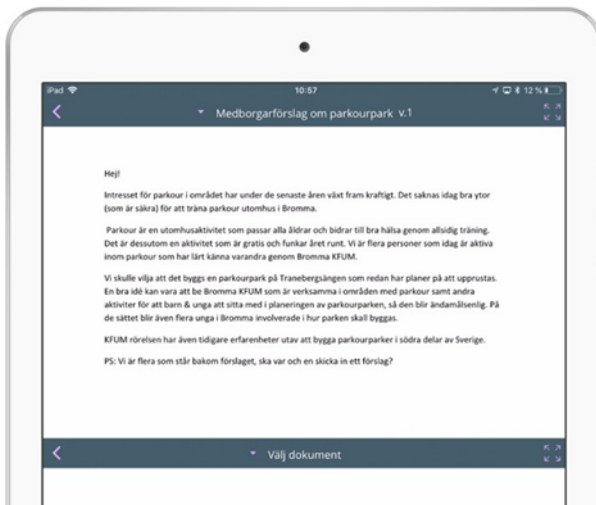 iPad 10:57 12 %
Medborgarförslag om parkourpark v.1
Hej!
Intresset för parkour i området har under de senaste åren växt fram kraftigt. Det saknas idag bra ytor
(som är säkra) för att träna parkour utomhus i Bromma.
Parkour är en utomhusaktivitet som passar alla åldrar och bidrar till bra hälsa genom allsidig träning.
Det är dessutom en aktivitet som är gratis och funkar året runt. Vi är flera personer som idag är aktiva
inom parkour som har lärt känna varandra genom Bromma KFUM.
Vi skulle vilja att det byggs en parkourpark på Tranebergsängen som redan har planer på att upprustas.
En bra idé kan vara att be Bromma KFUM som är verksamma i områden med parkour samt andra
aktiviter för att barn & unga att sitta med i planeringen av parkourparken, så den blir ändamålsenlig. På
de sättet blir även flera unga i Bromma involverade i hur parken skall byggas.
KFUM rörelsen har även tidigare erfarenheter utav att bygga parkourparker i södra delar av Sverige.
PS: Vi är flera som står bakom förslaget, ska var och en skicka in ett förslag?
Välj dokument